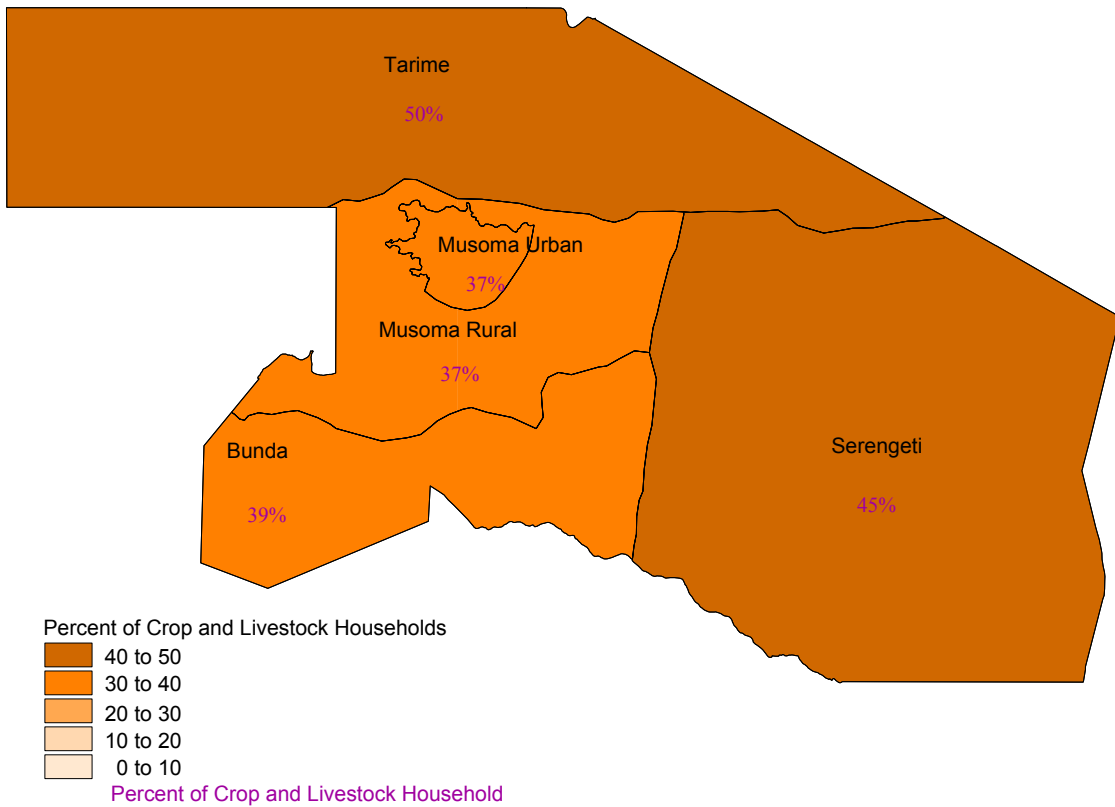 Tarime
50%
Musoma Urban
37%
Musoma Rural
37%
Bunda
39%
Serengeti
45%
Percent of Crop and Livestock Households
40 to 50
30 to 40
20 to 30
10 to 20
0 to 10
Percent of Crop and Livestock Household